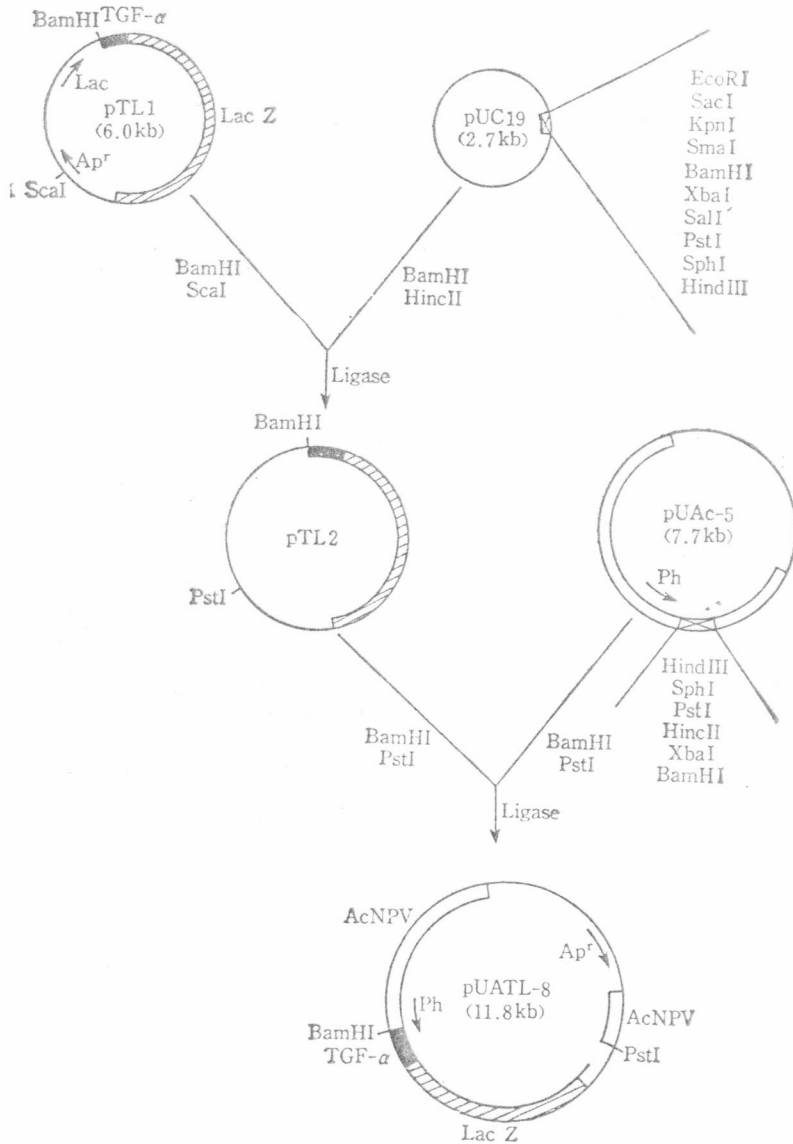 BamHI TGF-α
Lac
pTL1
(6.0kb)
Lac Z
Apʳ
ScaI
pUC19
(2.7kb)
EcoRI
SacI
KpnI
SmaI
BamHI
XbaI
SalI
PstI
SphI
HindIII
BamHI
ScaI
BamHI
HincII
Ligase
BamHI
pTL2
PstI
pUAc-5
(7.7kb)
Ph
HindIII
SphI
PstI
HincII
XbaI
BamHI
BamHI
PstI
BamHI
PstI
Ligase
AcNPV
Apʳ
Ph
pUATL-8
(11.8kb)
AcNPV
BamHI
TGF-α
PstI
Lac Z